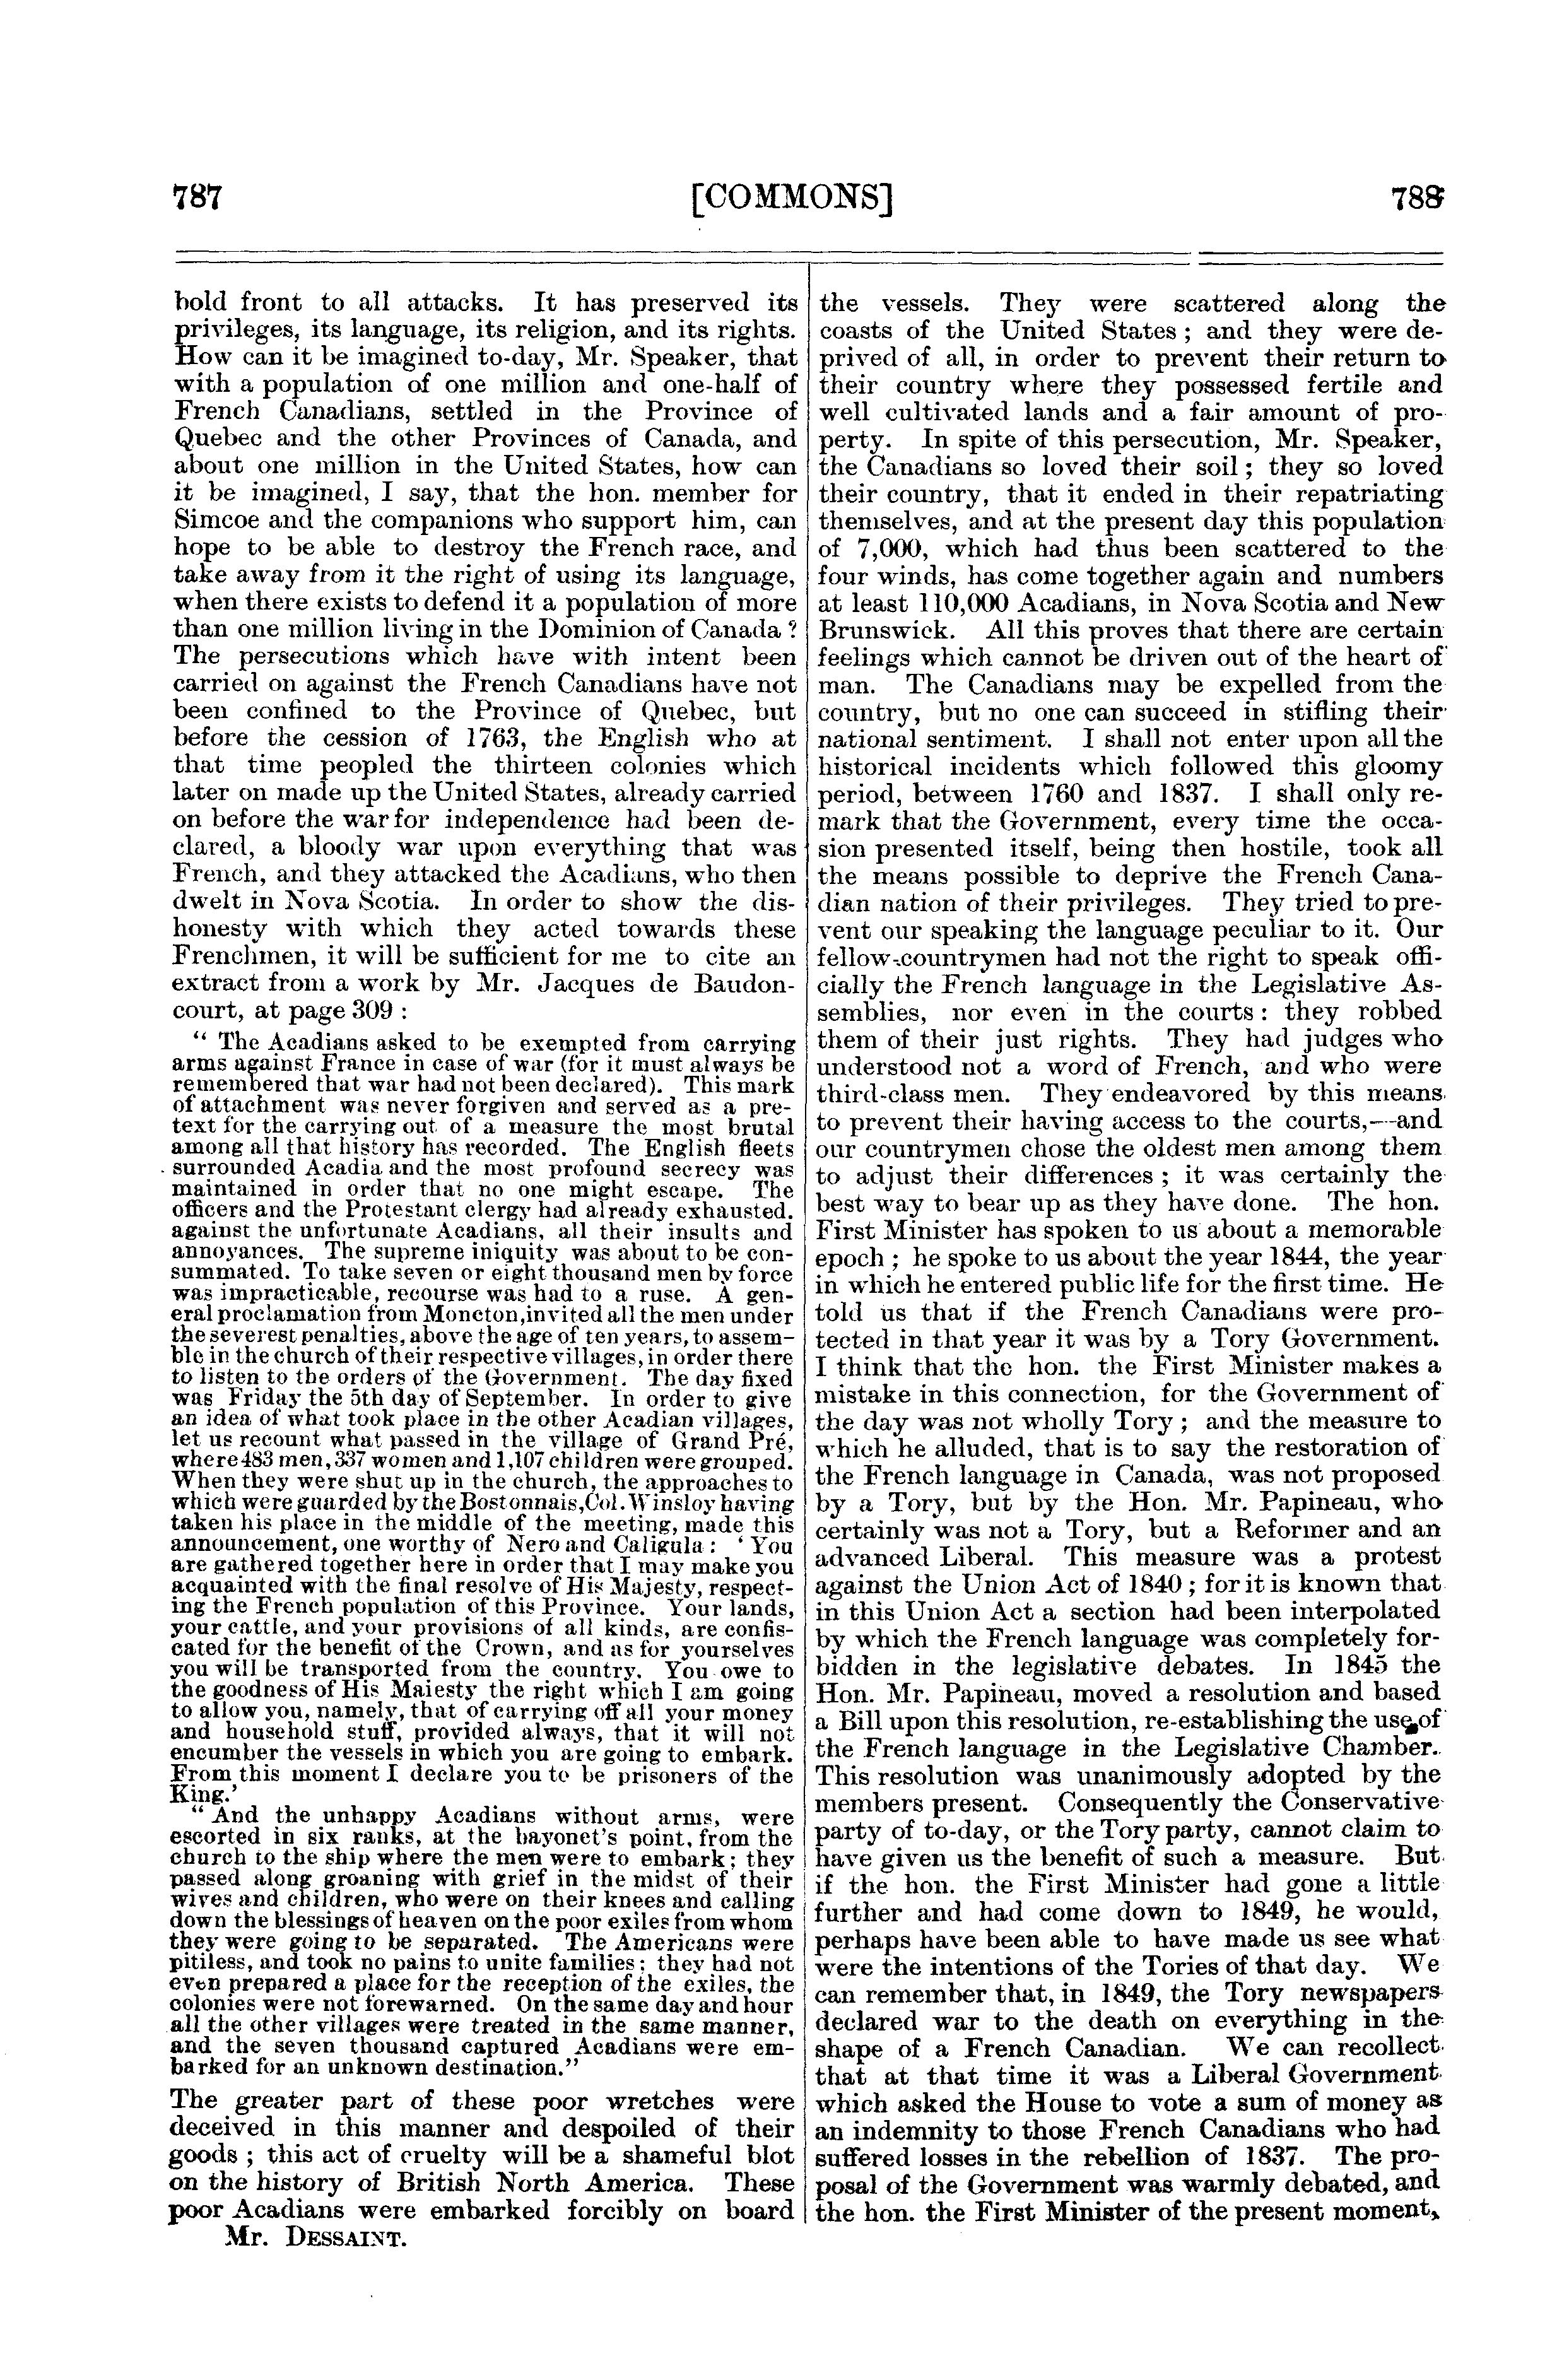 787
[COMMONS]
788
bold front to all attacks. It has preserved its
privileges, its language, its religion, and its rights.
How can it be imagined to-day, Mr. Speaker, that
with a population of one million and one-half of
French Canadians, settled in the Province of
Quebec and the other Provinces of Canada, and
about one million in the United States, how can
it be imagined, I say, that the hon. member for
Simcoe and the companions who support him, can
hope to be able to destroy the French race, and
take away from it the right of using its language,
when there exists to defend it a population of more
than one million living in the Dominion of Canada ?
The persecutions which have with intent been
carried on against the French Canadians have not
been confined to the Province of Quebec, but
before the cession of 1763, the English who at
that time peopled the thirteen colonies which
later on made up the United States, already carried
on before the war for independence had been de-
clared, a bloody war upon everything that was
French, and they attacked the Acadians, who then
dwelt in Nova Scotia. In order to show the dis-
honesty with which they acted towards these
Frenchmen, it will be sufficient for me to cite an
extract from a work by Mr. Jacques de Baudon-
court, at page 309 :
" The Acadians asked to be exempted from carrying
arms against France in case of war (for it must always be
remembered that war had not been declared). This mark
of attachment was never forgiven and served as a pre-
text for the carrying out of a measure the most brutal
among all that history has recorded. The English fleets
surrounded Acadia and the most profound secrecy was
maintained in order that no one might escape. The
officers and the Protestant clergy had already exhausted.
against the unfortunate Acadians, all their insults and
annoyances. The supreme iniquity was about to be con-
summated. To take seven or eight thousand men by force
was impracticable, recourse was had to a ruse. A gen-
eral proclamation from Moncton, invited all the men under
the severest penalties, above the age of ten years, to assem-
ble in the church of their respective villages, in order there
to listen to the orders of the Government. The day fixed
was Friday the 5th day of September. In order to give
an idea of what took place in the other Acadian villages,
let us recount what passed in the village of Grand Pré,
where 483 men, 337 women and 1,107 children were grouped.
When they were shut up in the church, the approaches to
which were guarded by the Bostonnais, Col. Winsloy having
taken his place in the middle of the meeting, made this
announcement, one worthy of Nero and Caligula : ' You
are gathered together here in order that I may make you
acquainted with the final resolve of His Majesty, respect-
ing the French population of this Province. Your lands,
your cattle, and your provisions of all kinds, are confis-
cated for the benefit of the Crown, and as for yourselves
you will be transported from the country. You owe to
the goodness of His Majesty the right which I am going
to allow you, namely, that of carrying off all your money
and household stuff, provided always, that it will not
encumber the vessels in which you are going to embark.
From this moment I declare you to be prisoners of the
King.'
" And the unhappy Acadians without arms, were
escorted in six ranks, at the bayonet's point, from the
church to the ship where the men were to embark; they
passed along groaning with grief in the midst of their
wives and children, who were on their knees and calling
down the blessings of heaven on the poor exiles from whom
they were going to be separated. The Americans were
pitiless, and took no pains to unite families; they had not
even prepared a place for the reception of the exiles, the
colonies were not forewarned. On the same day and hour
all the other villages were treated in the same manner,
and the seven thousand captured Acadians were em-
barked for an unknown destination."
The greater part of these poor wretches were
deceived in this manner and despoiled of their
goods ; this act of cruelty will be a shameful blot
on the history of British North America. These
poor Acadians were embarked forcibly on board
Mr. DESSAINT.
the vessels. They were scattered along the
coasts of the United States ; and they were de-
prived of all, in order to prevent their return to
their country where they possessed fertile and
well cultivated lands and a fair amount of pro-
perty. In spite of this persecution, Mr. Speaker,
the Canadians so loved their soil ; they so loved
their country, that it ended in their repatriating
themselves, and at the present day this population
of 7,000, which had thus been scattered to the
four winds, has come together again and numbers
at least 110,000 Acadians, in Nova Scotia and New
Brunswick. All this proves that there are certain
feelings which cannot be driven out of the heart of
man. The Canadians may be expelled from the
country, but no one can succeed in stifling their
national sentiment. I shall not enter upon all the
historical incidents which followed this gloomy
period, between 1760 and 1837. I shall only re-
mark that the Government, every time the occa-
sion presented itself, being then hostile, took all
the means possible to deprive the French Cana-
dian nation of their privileges. They tried to pre-
vent our speaking the language peculiar to it. Our
fellow-countrymen had not the right to speak offi-
cially the French language in the Legislative As-
semblies, nor even in the courts : they robbed
them of their just rights. They had judges who
understood not a word of French, and who were
third-class men. They endeavored by this means
to prevent their having access to the courts,—and
our countrymen chose the oldest men among them
to adjust their differences ; it was certainly the
best way to bear up as they have done. The hon.
First Minister has spoken to us about a memorable
epoch ; he spoke to us about the year 1844, the year
in which he entered public life for the first time. He
told us that if the French Canadians were pro-
tected in that year it was by a Tory Government.
I think that the hon. the First Minister makes a
mistake in this connection, for the Government of
the day was not wholly Tory ; and the measure to
which he alluded, that is to say the restoration of
the French language in Canada, was not proposed
by a Tory, but by the Hon. Mr. Papineau, who
certainly was not a Tory, but a Reformer and an
advanced Liberal. This measure was a protest
against the Union Act of 1840 ; for it is known that
in this Union Act a section had been interpolated
by which the French language was completely for-
bidden in the legislative debates. In 1845 the
Hon. Mr. Papineau, moved a resolution and based
a Bill upon this resolution, re-establishing the use of
the French language in the Legislative Chamber.
This resolution was unanimously adopted by the
members present. Consequently the Conservative
party of to-day, or the Tory party, cannot claim to
have given us the benefit of such a measure. But
if the hon. the First Minister had gone a little
further and had come down to 1849, he would,
perhaps have been able to have made us see what
were the intentions of the Tories of that day. We
can remember that, in 1849, the Tory newspapers
declared war to the death on everything in the
shape of a French Canadian. We can recollect
that at that time it was a Liberal Government
which asked the House to vote a sum of money as
an indemnity to those French Canadians who had
suffered losses in the rebellion of 1837. The pro-
posal of the Government was warmly debated, and
the hon. the First Minister of the present moment,